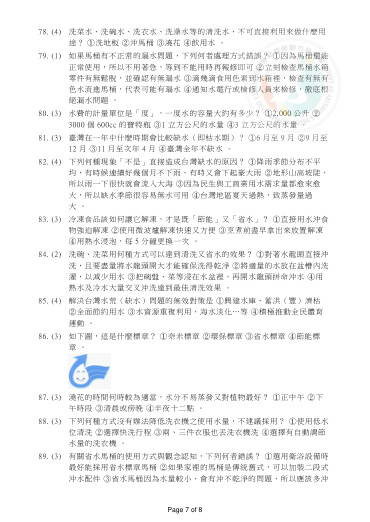 78. (4) 洗菜水、洗碗水、洗衣水、洗澡水等的清洗水，不可直接利用來做什麼用
途？ ①洗地板 ②沖馬桶 ③澆花 ④飲用水 。
79. (1) 如果馬桶有不正常的漏水問題，下列何者處理方式錯誤？ ①因為馬桶還能
正常使用，所以不用著急，等到不能用時再報修即可 ②立刻檢查馬桶水箱
零件有無鬆脫，並確認有無漏水 ③滴幾滴食用色素到水箱裡，檢查有無有
色水流進馬桶，代表可能有漏水 ④通知水電行或檢修人員來檢修，徹底根
絕漏水問題 。
80. (3) 水費的計量單位是「度」，一度水的容量大約有多少？ ①2,000 公升 ②
3000 個 600cc 的寶特瓶 ③1 立方公尺的水量 ④3 立方公尺的水量 。
81. (3) 臺灣在一年中什麼時期會比較缺水（即枯水期）？ ①6 月至 9 月 ②9 月至
12 月 ③11 月至次年 4 月 ④臺灣全年不缺水 。
82. (4) 下列何種現象「不是」直接造成台灣缺水的原因？ ①降雨季節分布不平
均，有時候連續好幾個月不下雨，有時又會下起豪大雨 ②地形山高坡陡，
所以雨一下很快就會流入大海 ③因為民生與工商業用水需求量都愈來愈
大，所以缺水季節很容易無水可用 ④台灣地區夏天過熱，致蒸發量過
大 。
83. (3) 冷凍食品該如何讓它解凍，才是既「節能」又「省水」？ ①直接用水沖食
物強迫解凍 ②使用微波爐解凍快速又方便 ③烹煮前盡早拿出來放置解凍
④用熱水浸泡，每 5 分鐘更換一次 。
84. (2) 洗碗、洗菜用何種方式可以達到清洗又省水的效果？ ①對著水龍頭直接沖
洗，且要盡量將水龍頭開大才能確保洗得乾淨 ②將適量的水放在盆槽內洗
濯，以減少用水 ③把碗盤、菜等浸在水盆裡，再開水龍頭拼命沖水 ④用
熱水及冷水大量交叉沖洗達到最佳清洗效果 。
85. (4) 解決台灣水荒（缺水）問題的無效對策是 ①興建水庫、蓄洪（豐）濟枯
②全面節約用水 ③水資源重複利用，海水淡化…等 ④積極推動全民體育
運動 。
86. (3) 如下圖，這是什麼標章？ ①奈米標章 ②環保標章 ③省水標章 ④節能標
章 。
87. (3) 澆花的時間何時較為適當，水分不易蒸發又對植物最好？ ①正中午 ②下
午時段 ③清晨或傍晚 ④半夜十二點 。
88. (3) 下列何種方式沒有辦法降低洗衣機之使用水量，不建議採用？ ①使用低水
位清洗 ②選擇快洗行程 ③兩、三件衣服也丟洗衣機洗 ④選擇有自動調節
水量的洗衣機 。
89. (3) 有關省水馬桶的使用方式與觀念認知，下列何者錯誤？ ①選用衛浴設備時
最好能採用省水標章馬桶 ②如果家裡的馬桶是傳統舊式，可以加裝二段式
沖水配件 ③省水馬桶因為水量較小，會有沖不乾淨的問題，所以應該多沖
Page 7 of 8